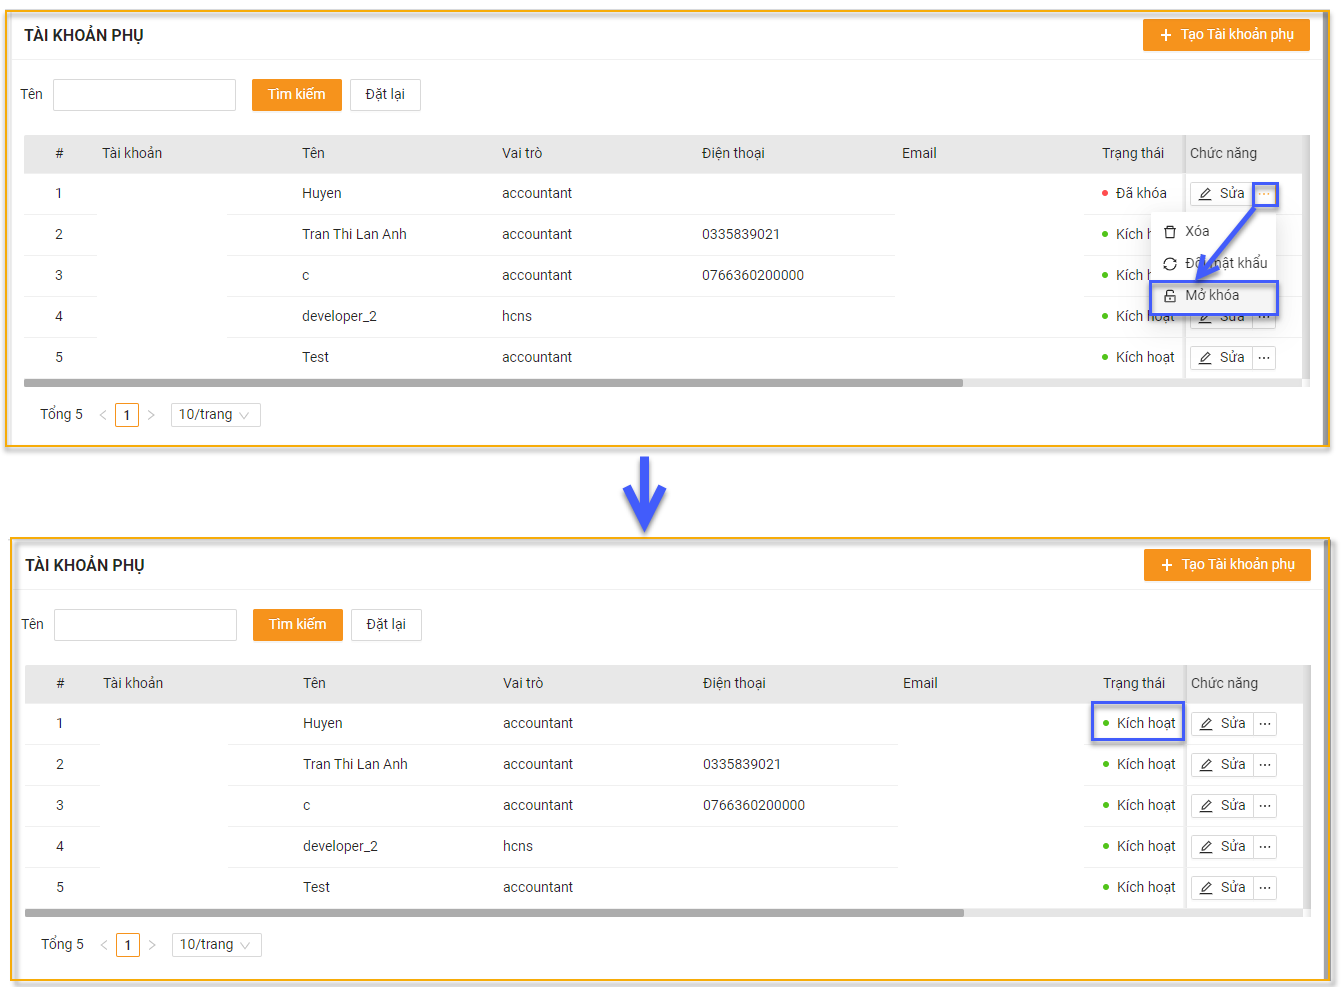 TÀI KHOẢN PHỤ
+ Tạo Tài khoản phụ
Tên
Tìm kiếm
Đặt lại
# Tài khoản Tên Vai trò Điện thoại Email Trạng thái Chức năng
1 Huyen accountant Đã khóa Sửa ...
2 Tran Thi Lan Anh accountant 0335839021 Kích
Xóa
3 c accountant 0766360200000 Kích
mật khẩu
Mở khóa
4 developer_2 hcns Kích hoạt Sửa ...
5 Test accountant Kích hoạt Sửa ...
Tổng 5 < 1 > 10/trang
TÀI KHOẢN PHỤ
+ Tạo Tài khoản phụ
Tên
Tìm kiếm
Đặt lại
# Tài khoản Tên Vai trò Điện thoại Email Trạng thái Chức năng
1 Huyen accountant Kích hoạt Sửa ...
2 Tran Thi Lan Anh accountant 0335839021 Kích hoạt Sửa ...
3 c accountant 0766360200000 Kích hoạt Sửa ...
4 developer_2 hcns Kích hoạt Sửa ...
5 Test accountant Kích hoạt Sửa ...
Tổng 5 < 1 > 10/trang